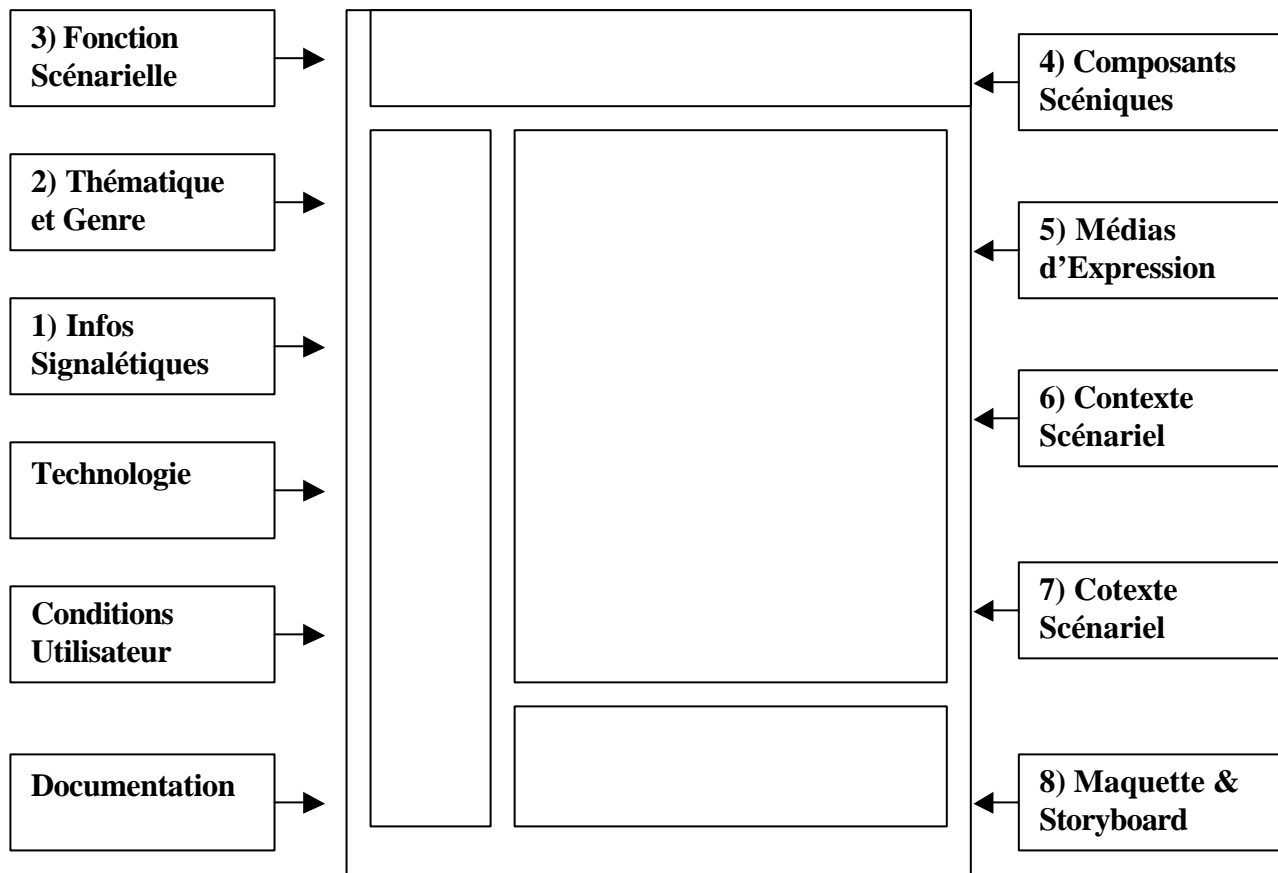 3) Fonction
Scénarielle
2) Thématique
et Genre
1) Infos
Signalétiques
Technologie
Conditions
Utilisateur
Documentation
4) Composants
Scéniques
5) Médias
d’Expression
6) Contexte
Scénariel
7) Cotexte
Scénariel
8) Maquette &
Storyboard